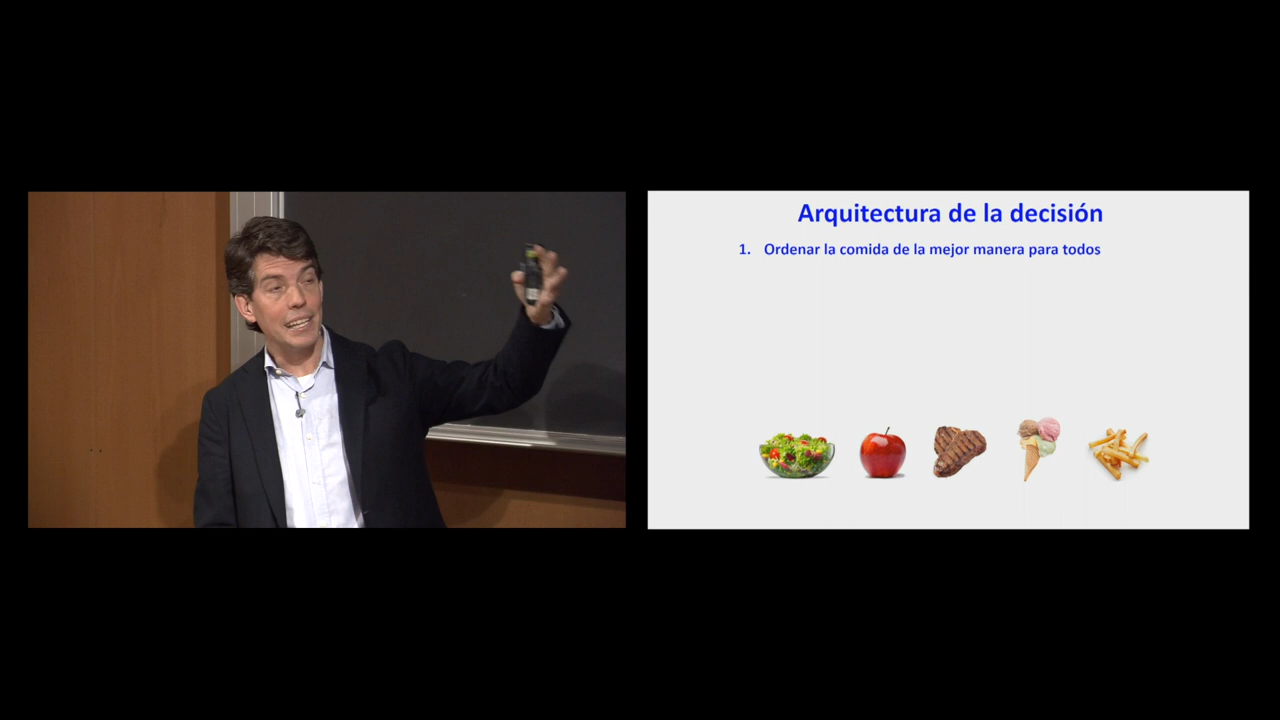 Arquitectura de la decisión
1. Ordenar la comida de la mejor manera para todos